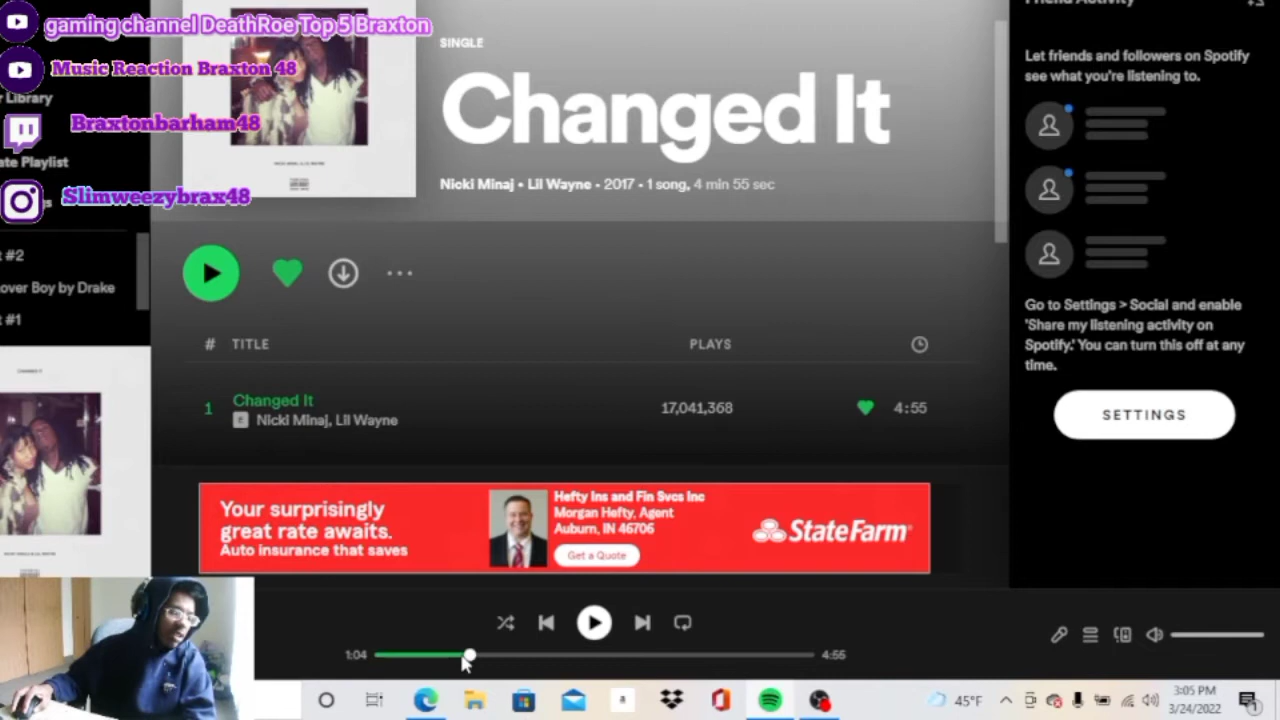 gaming channel DeathRoe Top 5 Braxton
Music Reaction Braxton 48
r Library
Braxtonbarham48
ate Playlist
Slimweezybrax48
s
t #2
over Boy by Drake
t #1
CHANGED IT
SINGLE
Changed It
Nicki Minaj • Lil Wayne • 2017 • 1 song, 4 min 55 sec
# TITLE PLAYS
1 Changed It 17,041,368 4:55
E Nicki Minaj, Lil Wayne
Your surprisingly
great rate awaits.
Auto insurance that saves
Hefty Ins and Fin Svcs Inc
Morgan Hefty, Agent
Auburn, IN 46706
Get a Quote
StateFarm®
1:04 4:55
Friend Activity
Let friends and followers on Spotify
see what you're listening to.
Go to Settings > Social and enable
'Share my listening activity on
Spotify.' You can turn this off at any
time.
SETTINGS
a
45°F
3:05 PM
3/24/2022
1